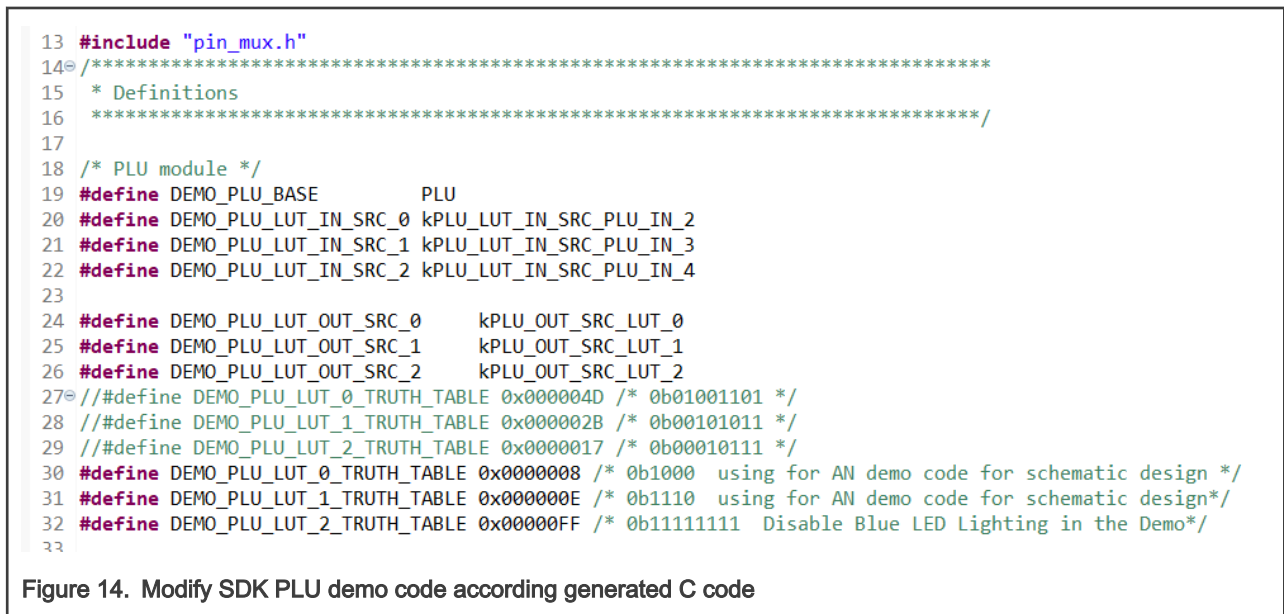 13 #include "pin_mux.h"
14 /*******************************************************************************
15  * Definitions
16  ******************************************************************************/
17
18 /* PLU module */
19 #define DEMO_PLU_BASE         PLU
20 #define DEMO_PLU_LUT_IN_SRC_0 kPLU_LUT_IN_SRC_PLU_IN_2
21 #define DEMO_PLU_LUT_IN_SRC_1 kPLU_LUT_IN_SRC_PLU_IN_3
22 #define DEMO_PLU_LUT_IN_SRC_2 kPLU_LUT_IN_SRC_PLU_IN_4
23
24 #define DEMO_PLU_LUT_OUT_SRC_0     kPLU_OUT_SRC_LUT_0
25 #define DEMO_PLU_LUT_OUT_SRC_1     kPLU_OUT_SRC_LUT_1
26 #define DEMO_PLU_LUT_OUT_SRC_2     kPLU_OUT_SRC_LUT_2
27 //#define DEMO_PLU_LUT_0_TRUTH_TABLE 0x000004D /* 0b01001101 */
28 //#define DEMO_PLU_LUT_1_TRUTH_TABLE 0x000002B /* 0b00101011 */
29 //#define DEMO_PLU_LUT_2_TRUTH_TABLE 0x0000017 /* 0b00010111 */
30 #define DEMO_PLU_LUT_0_TRUTH_TABLE 0x0000008 /* 0b1000  using for AN demo code for schematic design */
31 #define DEMO_PLU_LUT_1_TRUTH_TABLE 0x000000E /* 0b1110  using for AN demo code for schematic design*/
32 #define DEMO_PLU_LUT_2_TRUTH_TABLE 0x00000FF /* 0b11111111  Disable Blue LED Lighting in the Demo*/
33
Figure 14. Modify SDK PLU demo code according generated C code